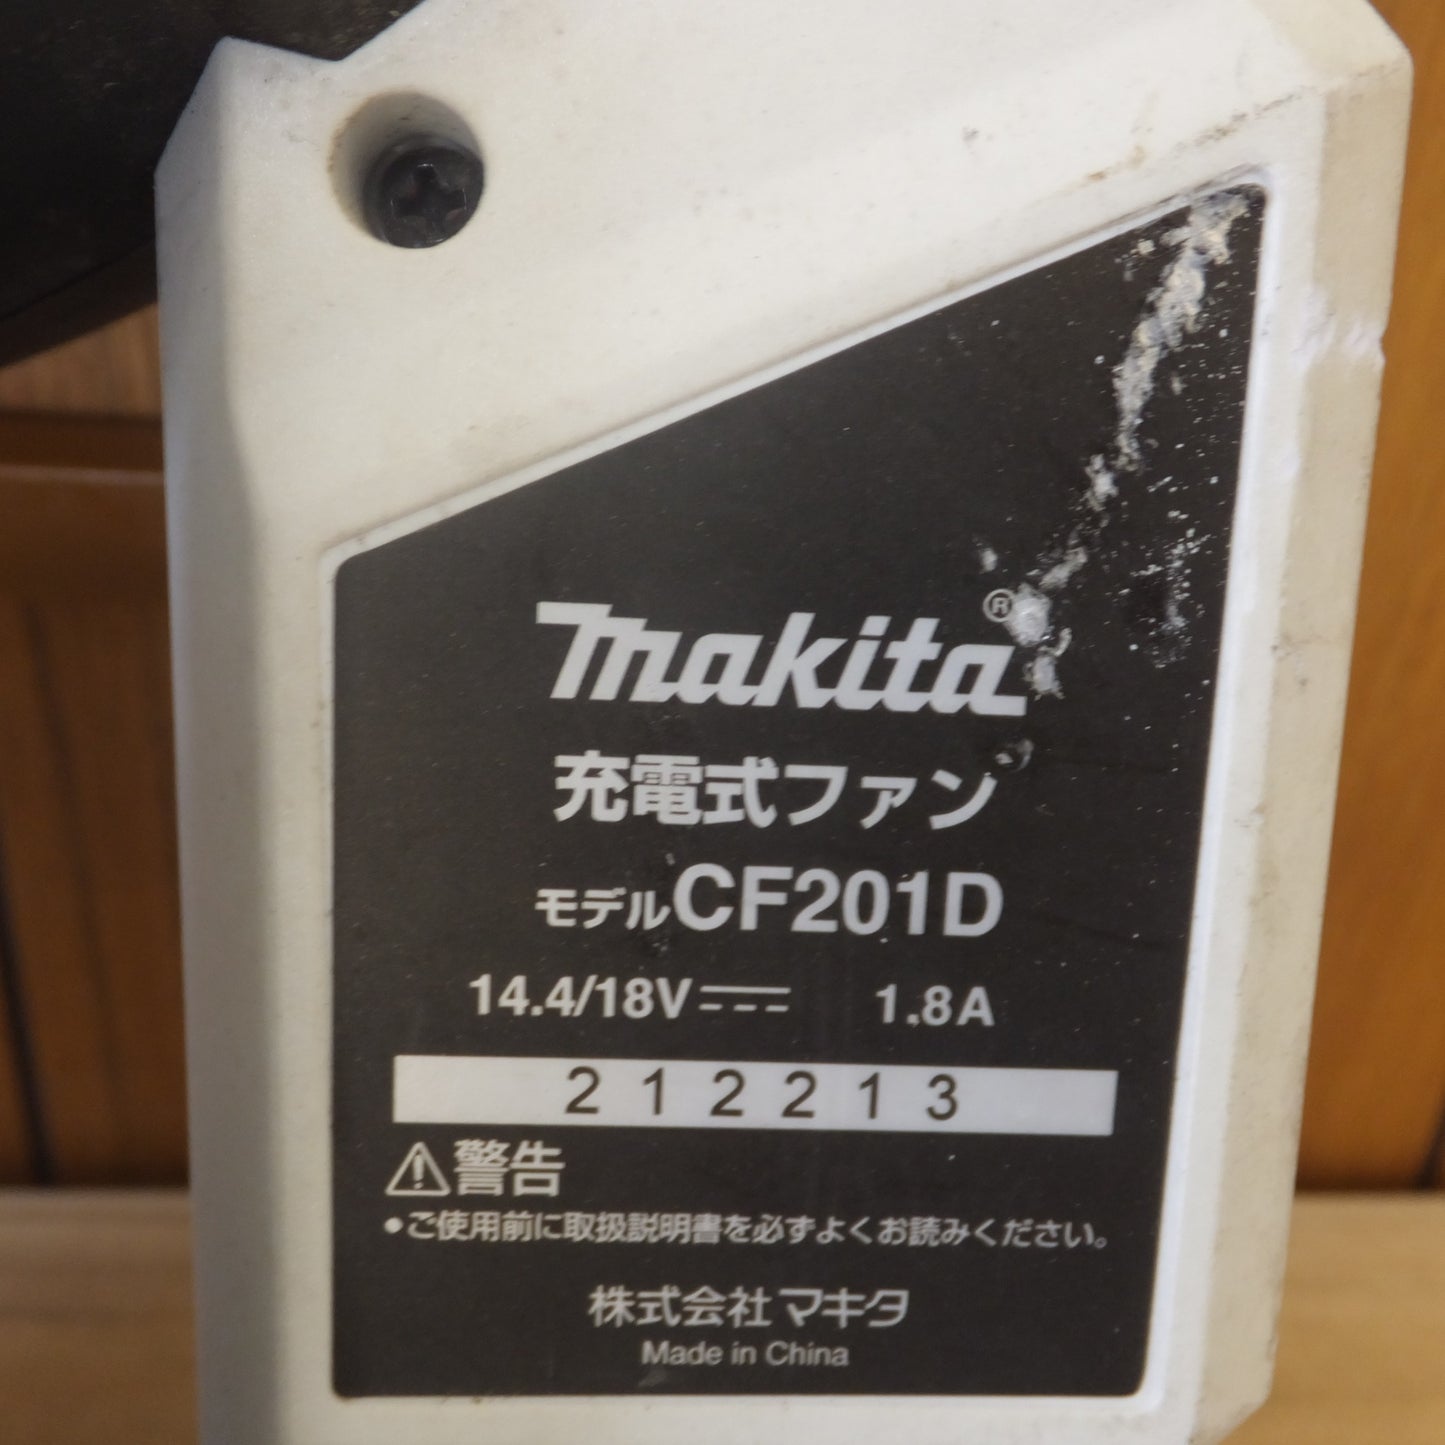 makita®
充電式ファン
モデルCF201D
14.4/18V⎓ 1.8A
212213
⚠警告
●ご使用前に取扱説明書を必ずよくお読みください。
株式会社マキタ
Made in China